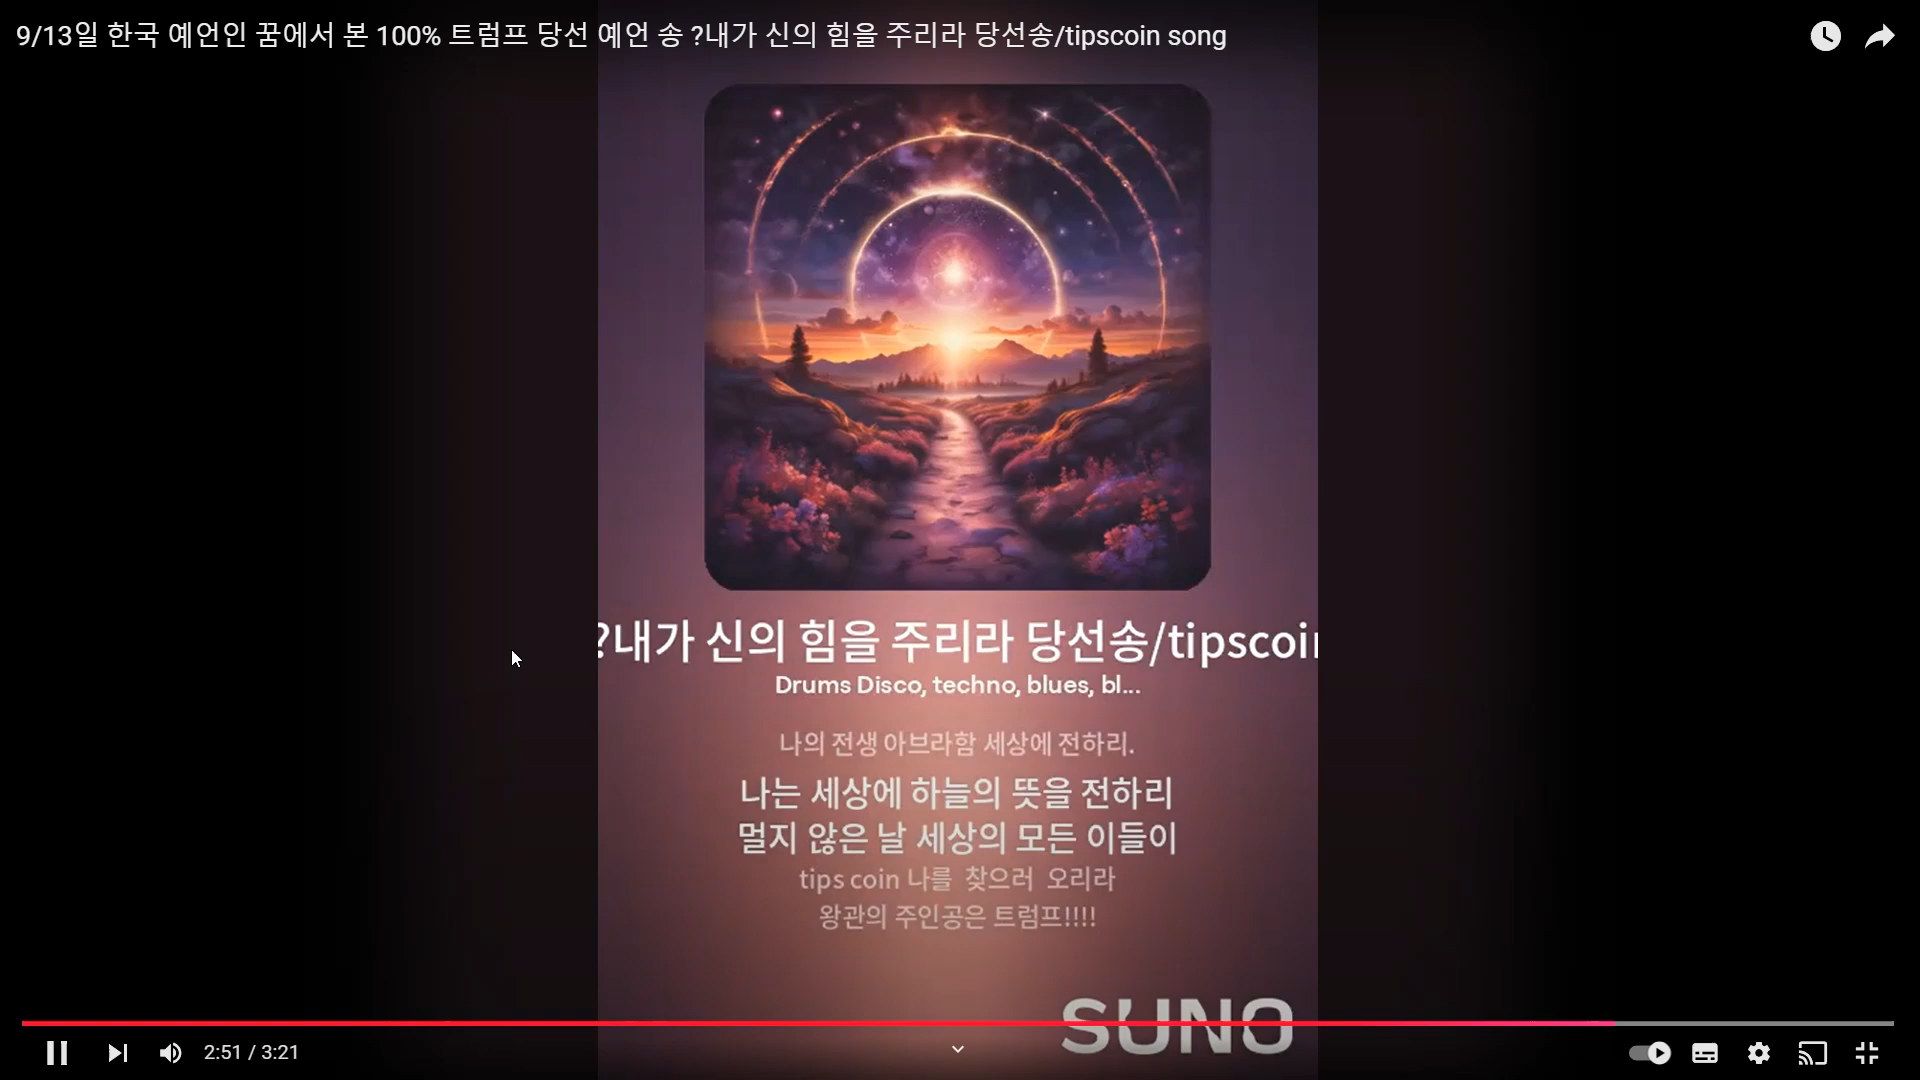 9/13일 한국 예언인 꿈에서 본 100% 트럼프 당선 예언 송 ?내가 신의 힘을 주리라 당선송/tipscoin song
?내가 신의 힘을 주리라 당선송/tipscoin
Drums Disco, techno, blues, bl...
나의 전생 아브라함 세상에 전하리.
나는 세상에 하늘의 뜻을 전하리
멀지 않은 날 세상의 모든 이들이
tips coin 나를 찾으러 오리라
왕관의 주인공은 트럼프!!!!
SUNO
2:51 / 3:21